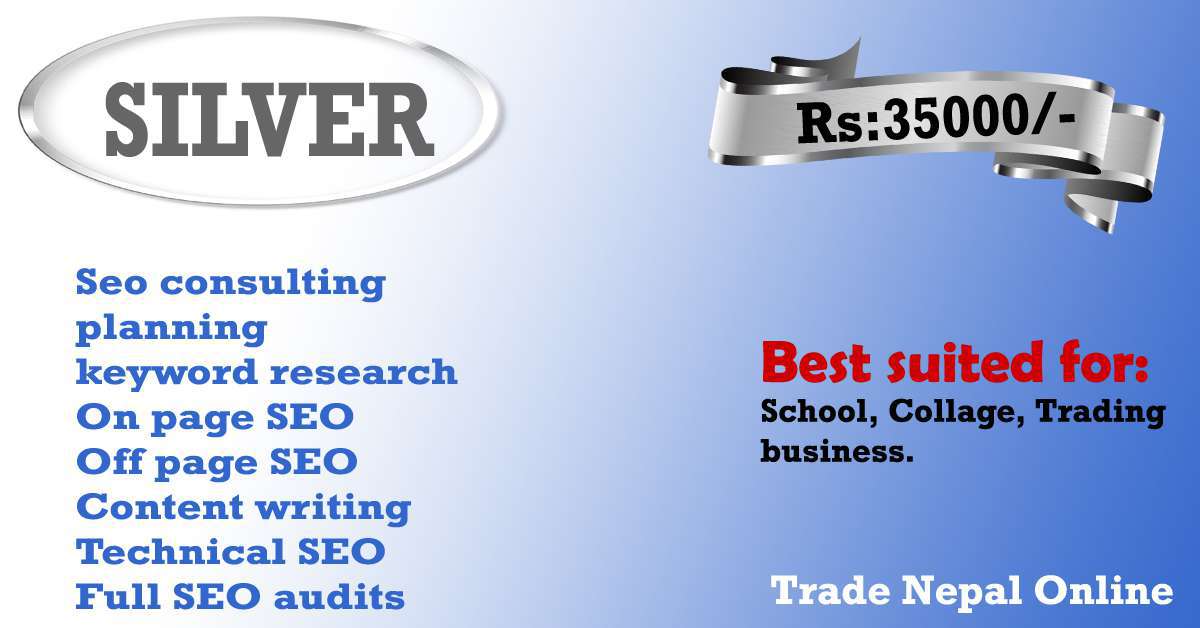 SILVER
Rs:35000/-
Seo consulting
planning
keyword research
On page SEO
Off page SEO
Content writing
Technical SEO
Full SEO audits
Best suited for:
School, Collage, Trading
business.
Trade Nepal Online